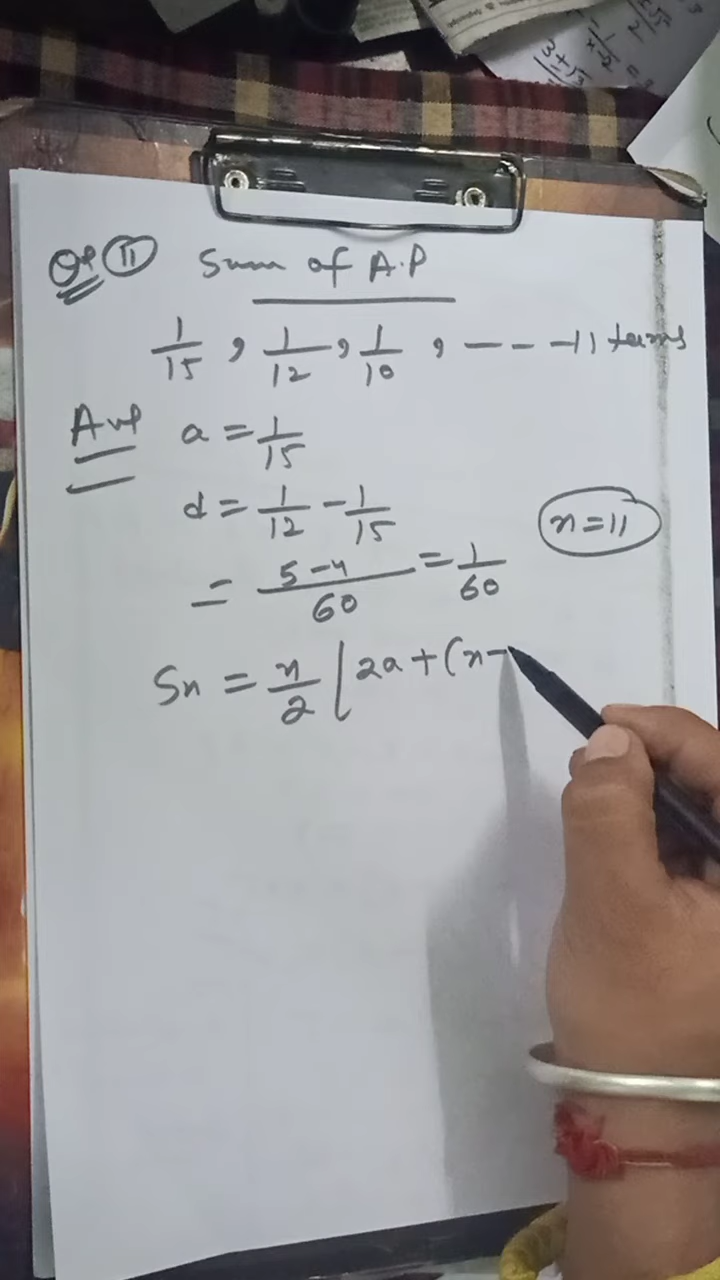 Q⑪ Sum of A.P
1/15 , 1/12 , 1/10 , - - - 11 terms
Ans a = 1/15
d = 1/12 - 1/15
n = 11
= 5-4/60 = 1/60
Sn = n/2 [2a + (n-